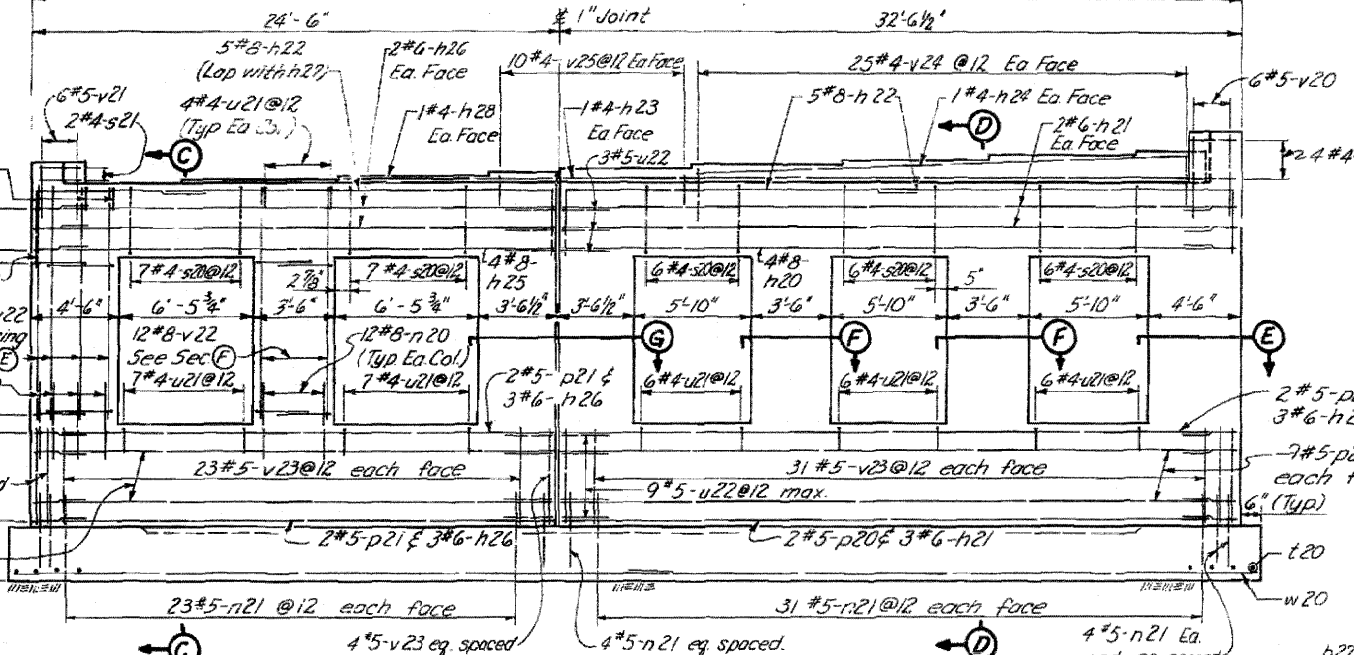 24'-6"
℄ 1" Joint
32'-6½"
5#8-h22
(Lap with h27)
2#6-h26
Ea. Face
10#4-v25@12 Ea Face
25#4-v24 @12 Ea Face
6#5-v21
2#4-s21
4#4-u21@12
(Typ Ea. Col.)
1#4-h28
Ea. Face
1#4-h23
Ea Face
3#5-u22
5#8-h22
1#4-h24 Ea. Face
2#6-h21
Ea. Face
6#5-v20
C
D
24#4
7#4-s20@12
2⅞"
7#4-s20@12
4#8-
h25
6#4-s20@12
4#8-
h20
6#4-s20@12
5"
6#4-s20@12
4'-6"
6'-5¾"
3'-6"
6'-5¾"
3'-6½"
3'-6½"
5'-10"
3'-6"
5'-10"
3'-6"
5'-10"
4'-6"
v22
E
12#8-v22
See Sec F
12#8-n20
(Typ. Ea. Col.)
G
F
F
E
7#4-u21@12
7#4-u21@12
2#5-p21 &
3#6-h26
6#4-u21@12
6#4-u21@12
6#4-u21@12
23#5-v23@12 each face
31#5-v23@12 each face
each f
9#5-u22@12 max.
6" (Typ)
2#5-p21 & 3#6-h26
2#5-p20 & 3#6-h21
t20
w20
23#5-n21 @12 each face
31#5-n21@12 each face
C
4#5-v23 eq. spaced
4#5-n21 eq. spaced.
D
4#5-n21 Ea.
h22